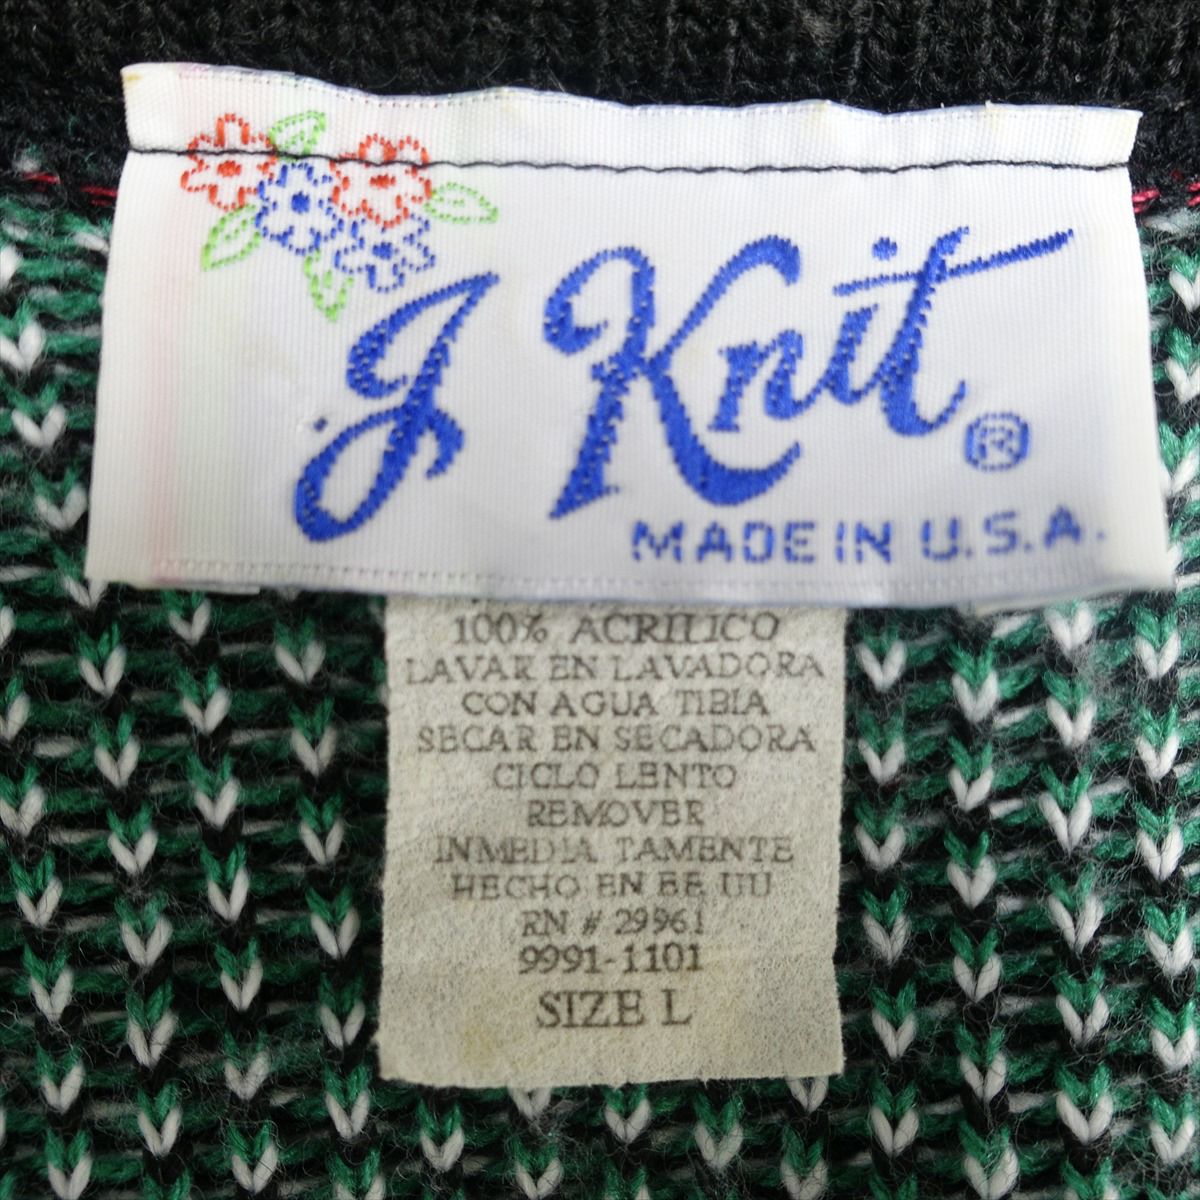 J Knit ®
MADE IN U.S.A.
100% ACRILICO
LAVAR EN LAVADORA
CON AGUA TIBIA
SECAR EN SECADORA
CICLO LENTO
REMOVER
INMEDIA TAMENTE
HECHO EN EE UU
RN # 29961
9991-1101
SIZE L